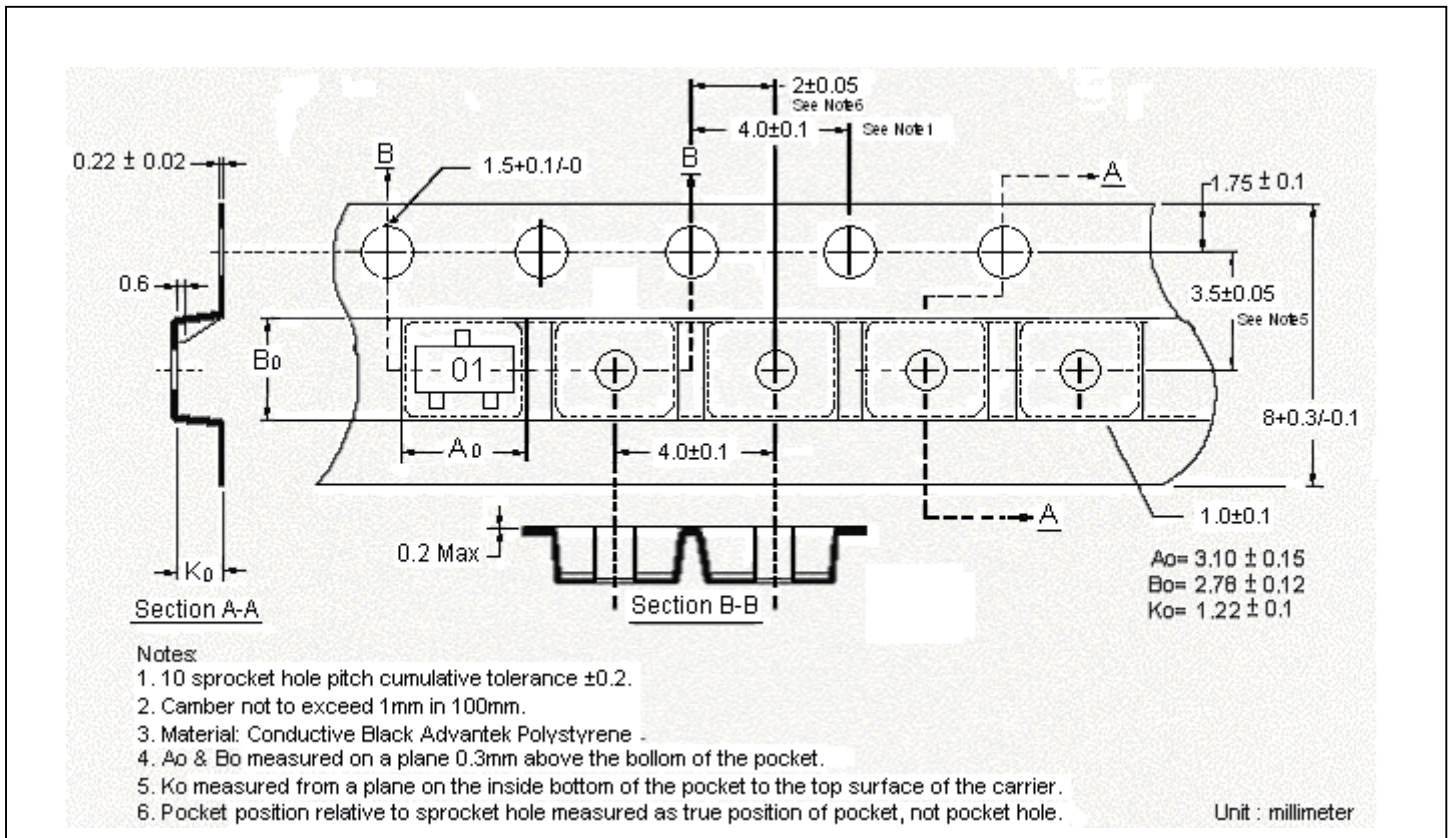 2±0.05
See Note6
4.0±0.1 See Note1
0.22 ± 0.02
B
1.5+0.1/-0
B
A
1.75 ± 0.1
0.6
3.5±0.05
See Note5
Bo
01
8+0.3/-0.1
Ao
4.0±0.1
A
1.0±0.1
0.2 Max
Ko
Section A-A
Section B-B
Ao= 3.10 ± 0.15
Bo= 2.78 ± 0.12
Ko= 1.22 ± 0.1
Notes:
1. 10 sprocket hole pitch cumulative tolerance ±0.2.
2. Camber not to exceed 1mm in 100mm.
3. Material: Conductive Black Advantek Polystyrene .
4. Ao & Bo measured on a plane 0.3mm above the bollom of the pocket.
5. Ko measured from a plane on the inside bottom of the pocket to the top surface of the carrier.
6. Pocket position relative to sprocket hole measured as true position of pocket, not pocket hole.
Unit : millimeter